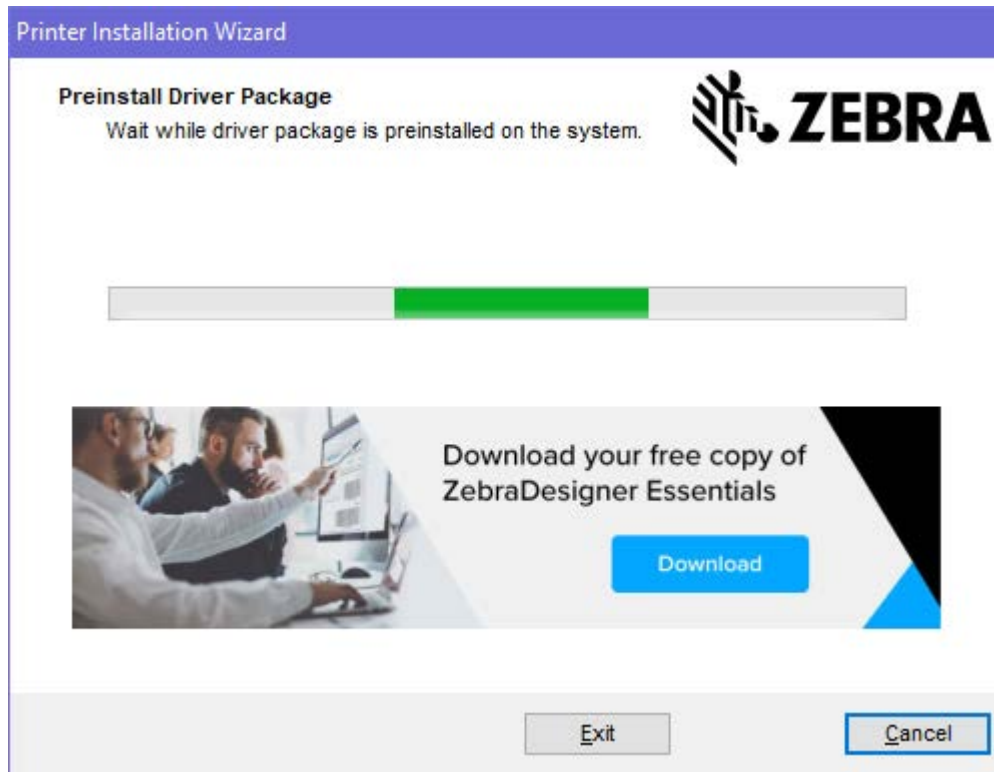 Printer Installation Wizard
Preinstall Driver Package
Wait while driver package is preinstalled on the system.
ZEBRA
Download your free copy of
ZebraDesigner Essentials
Download
Exit
Cancel